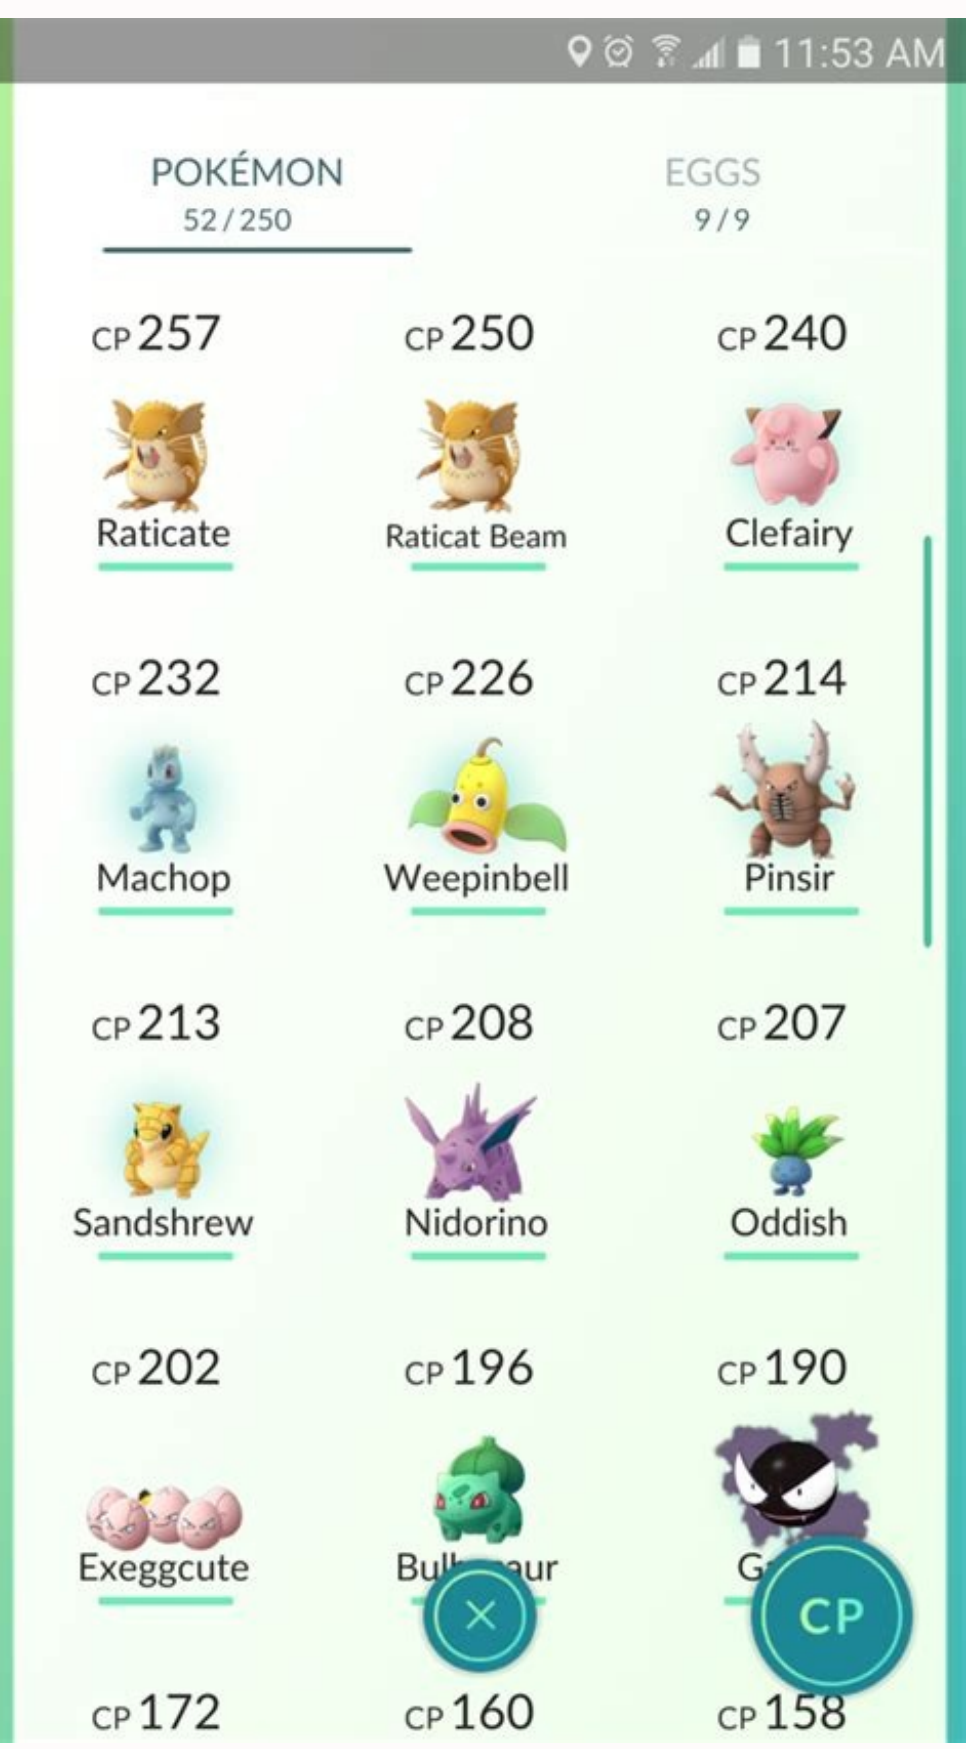 11:53 AM
POKÉMON EGGS
52/250 9/9
CP 257 CP 250 CP 240
Raticate Raticat Beam Clefairy
CP 232 CP 226 CP 214
Machop Weepinbell Pinsir
CP 213 CP 208 CP 207
Sandshrew Nidorino Oddish
CP 202 CP 196 CP 190
Exeggcute
CP
CP 172 CP 160 CP 158